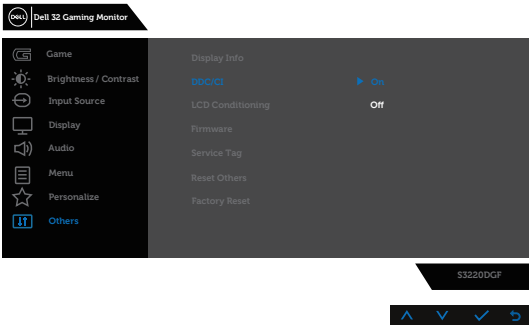 DELL Dell 32 Gaming Monitor
Game
Brightness / Contrast
Input Source
Display
Audio
Menu
Personalize
Others
Display Info
DDC/CI
On
LCD Conditioning
Off
Firmware
Service Tag
Reset Others
Factory Reset
S3220DGF